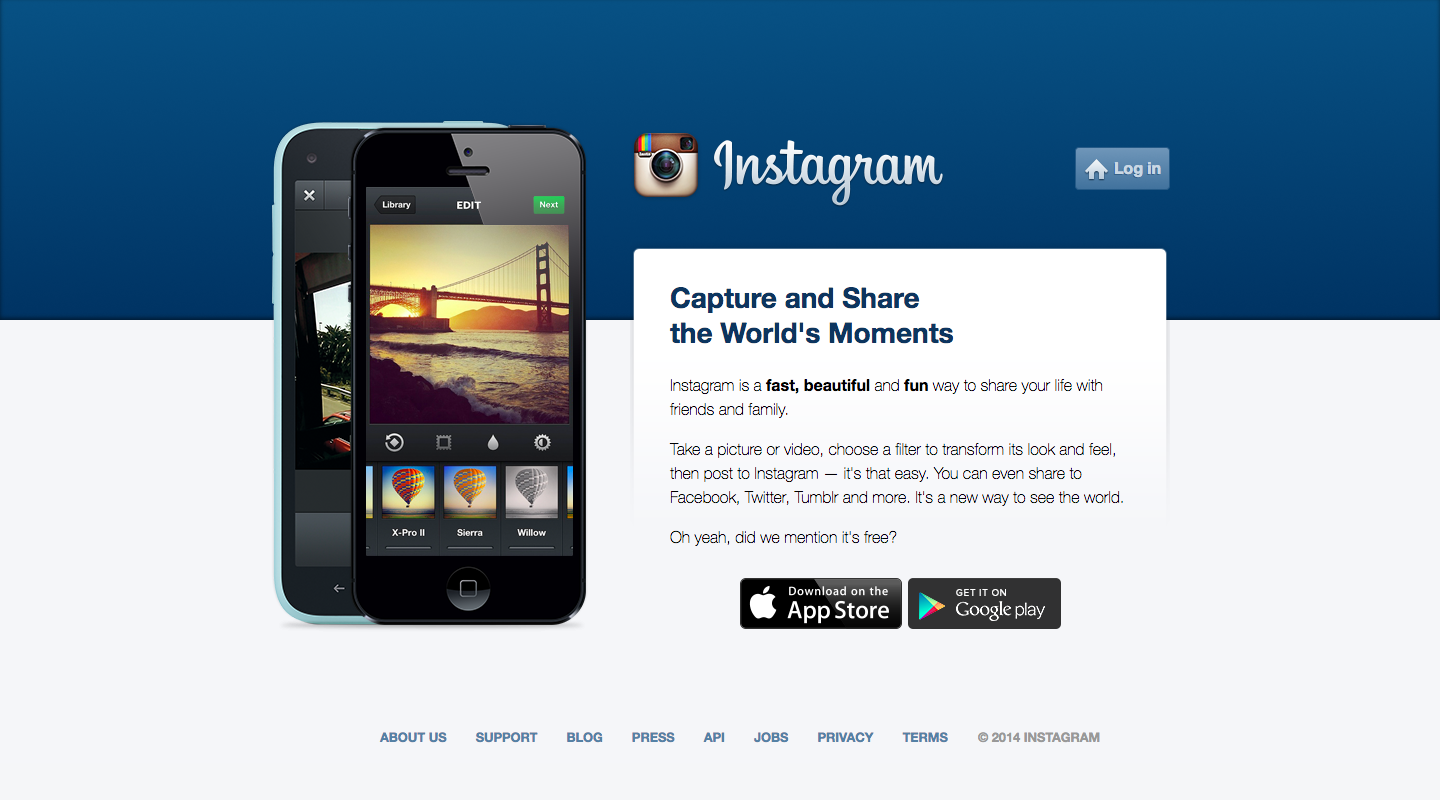 Instagram
Log in
Library
EDIT
Next
X-Pro II
Sierra
Willow
Capture and Share
the World's Moments
Instagram is a fast, beautiful and fun way to share your life with
friends and family.
Take a picture or video, choose a filter to transform its look and feel,
then post to Instagram — it's that easy. You can even share to
Facebook, Twitter, Tumblr and more. It's a new way to see the world.
Oh yeah, did we mention it's free?
Download on the
App Store
GET IT ON
Google play
ABOUT US SUPPORT BLOG PRESS API JOBS PRIVACY TERMS © 2014 INSTAGRAM